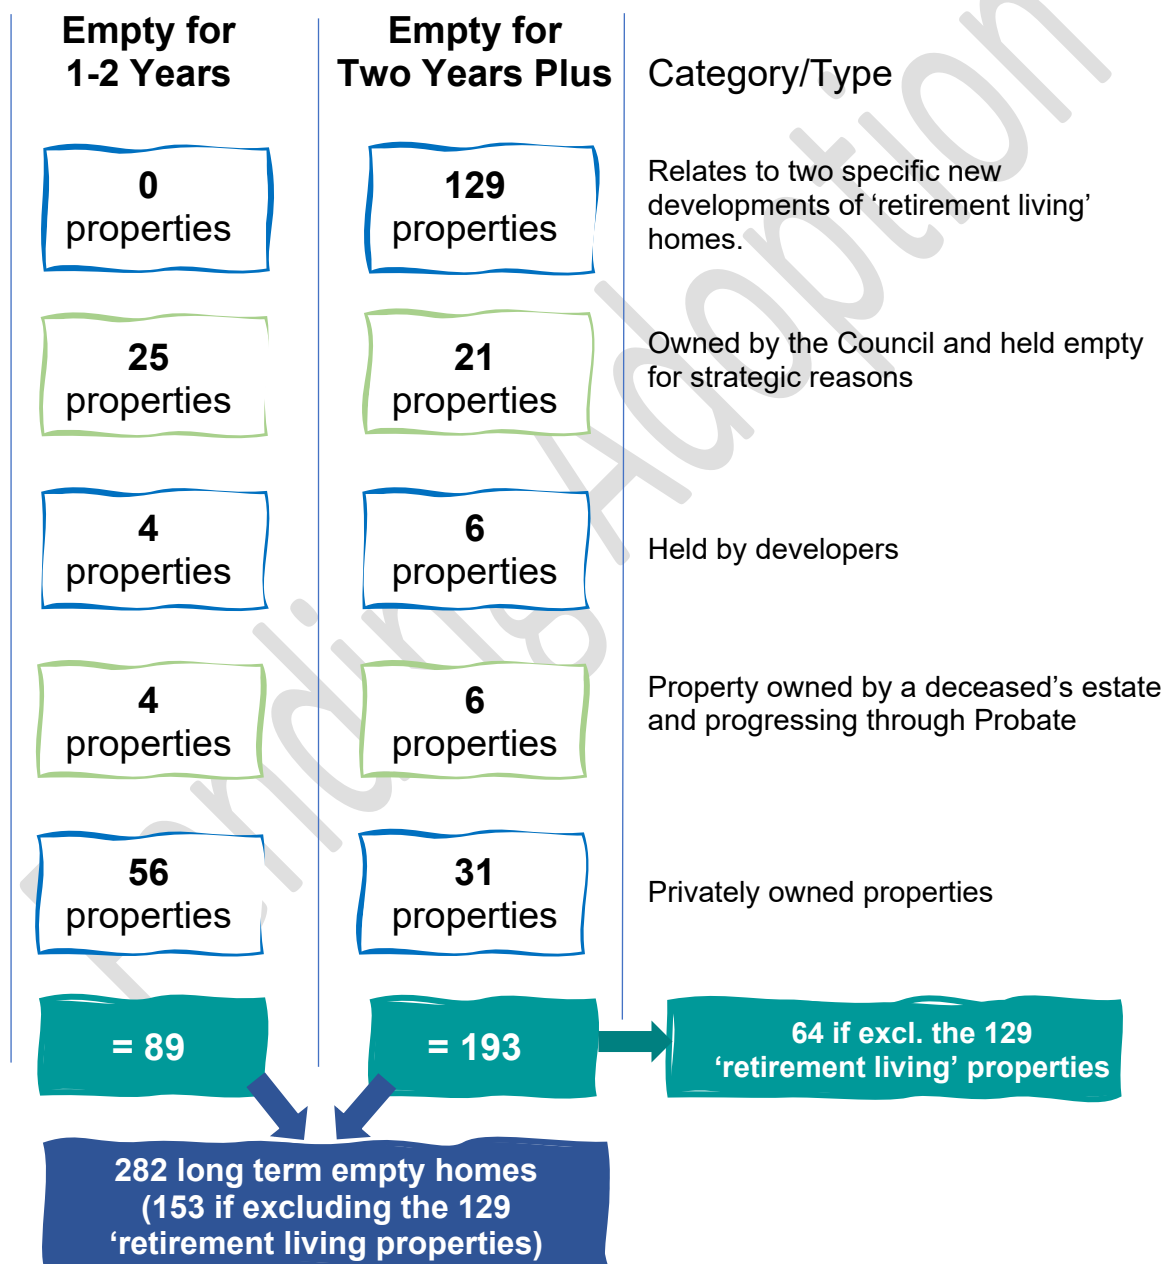 Empty for
1-2 Years
Empty for
Two Years Plus
Category/Type
0
properties
129
properties
Relates to two specific new
developments of ‘retirement living’
homes.
25
properties
21
properties
Owned by the Council and held empty
for strategic reasons
4
properties
6
properties
Held by developers
4
properties
6
properties
Property owned by a deceased’s estate
and progressing through Probate
56
properties
31
properties
Privately owned properties
= 89
= 193
64 if excl. the 129
‘retirement living’ properties
282 long term empty homes
(153 if excluding the 129
‘retirement living properties)
Pending Adoption